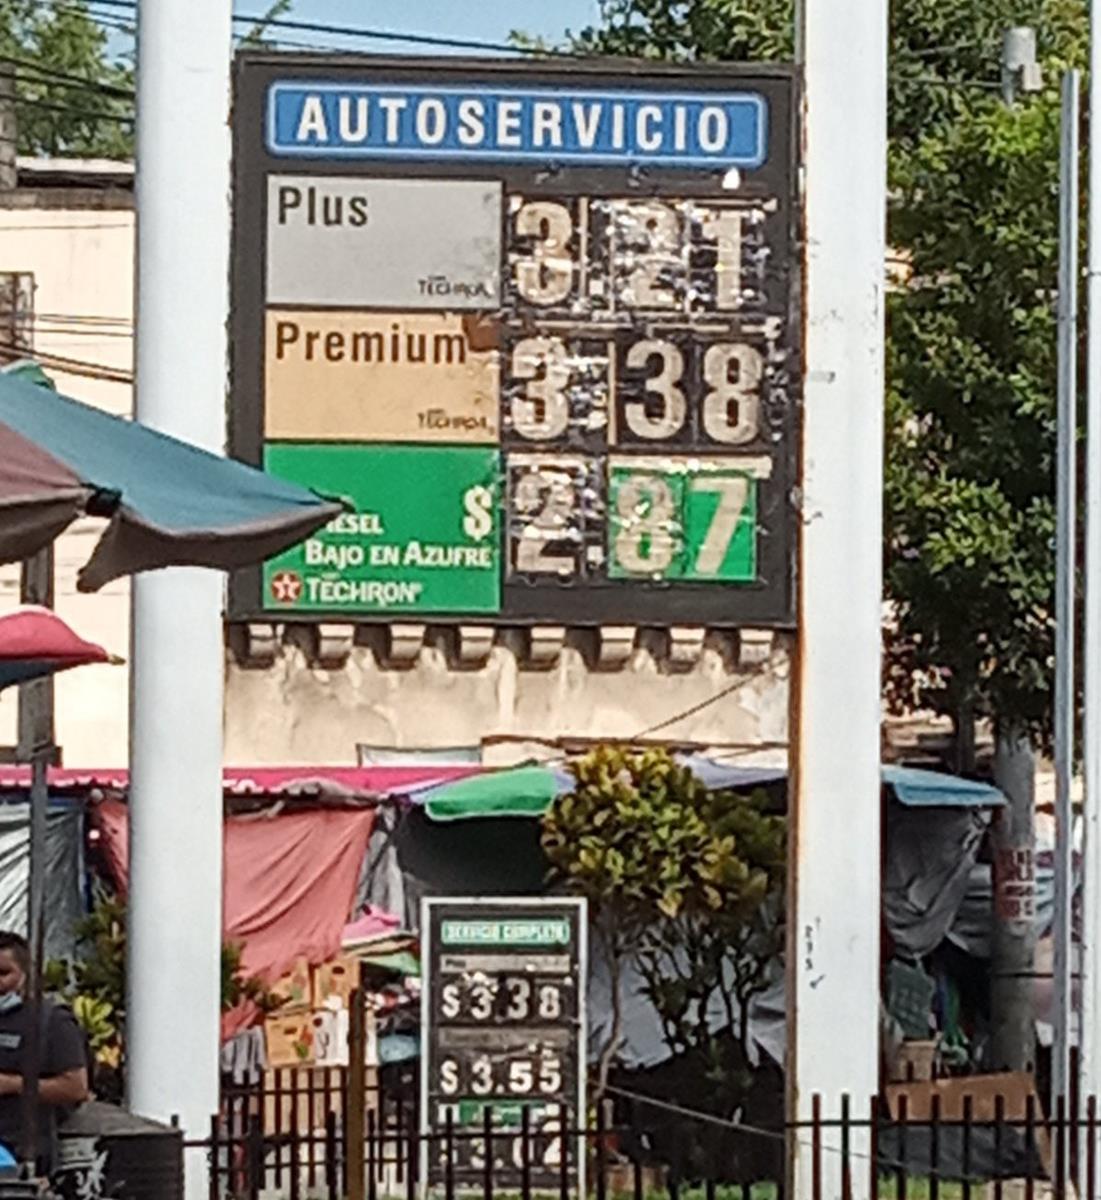 AUTOSERVICIO
Plus
3.21
TECHRON
Premium
3.38
TECHRON
$ 2.87
BAJO EN AZUFRE
TECHRON
SERVICIO COMPLETO
$ 3.38
$ 3.55